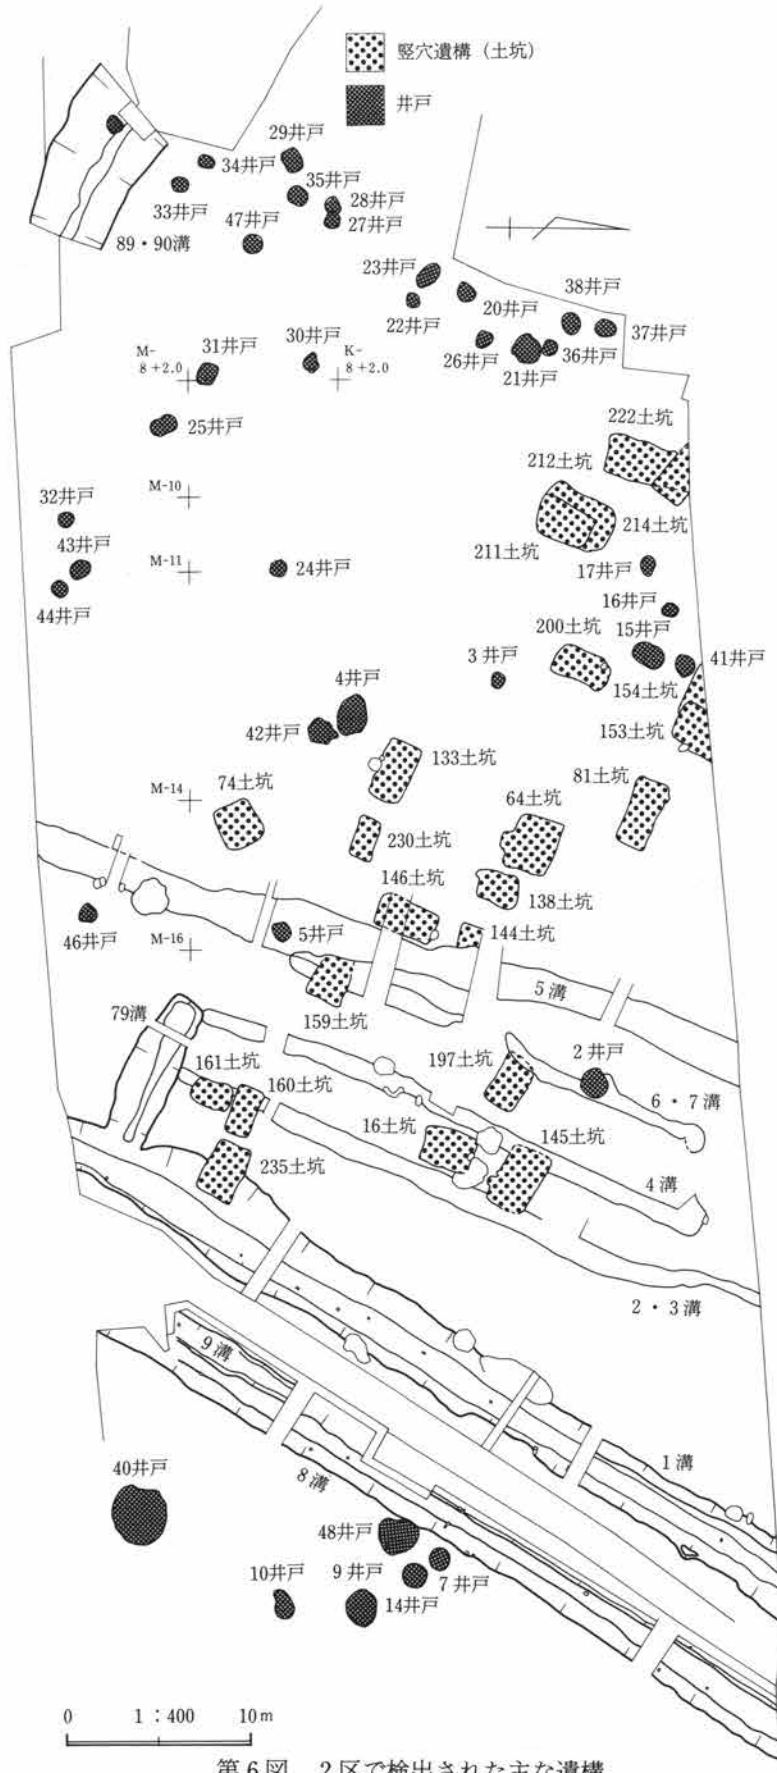 竪穴遺構（土坑）
井戸
29井戸
34井戸
35井戸
28井戸
33井戸
47井戸
27井戸
89・90溝
23井戸
38井戸
20井戸
22井戸
37井戸
30井戸
31井戸
M-
8+2.0
K-
8+2.0
26井戸
36井戸
21井戸
25井戸
222土坑
212土坑
M-10
32井戸
214土坑
43井戸
211土坑
M-11
24井戸
17井戸
44井戸
16井戸
200土坑
15井戸
3井戸
41井戸
4井戸
154土坑
42井戸
153土坑
133土坑
74土坑
81土坑
M-14
64土坑
230土坑
146土坑
138土坑
46井戸
5井戸
144土坑
M-16
5溝
159土坑
79溝
197土坑
2井戸
161土坑
160土坑
6・7溝
16土坑
145土坑
235土坑
4溝
2・3溝
9溝
1溝
40井戸
8溝
48井戸
10井戸
9井戸
7井戸
14井戸
0 1：400 10m
第6図 2区で検出された主な遺構